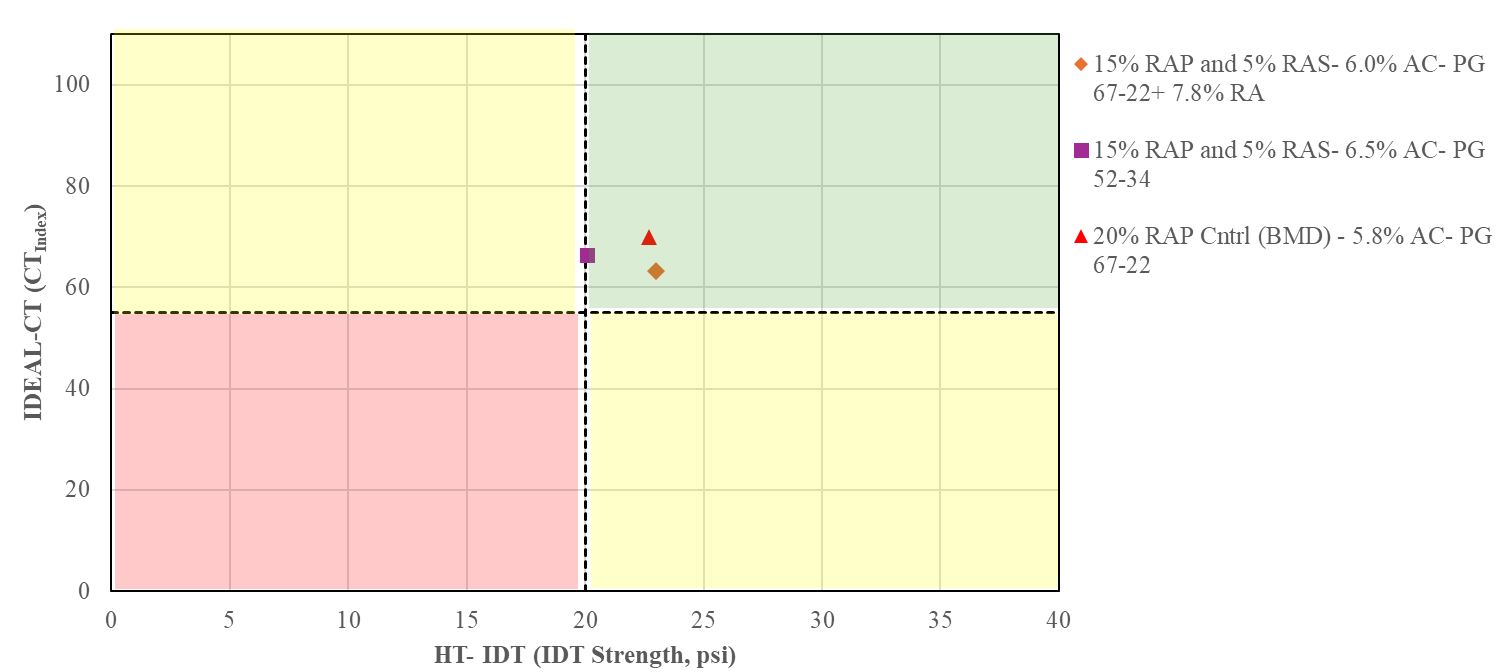 100
80
60
40
20
0
IDEAL-CT (CTIndex)
0 5 10 15 20 25 30 35 40
HT- IDT (IDT Strength, psi)
15% RAP and 5% RAS- 6.0% AC- PG
67-22+ 7.8% RA
15% RAP and 5% RAS- 6.5% AC- PG
52-34
20% RAP Cntrl (BMD) - 5.8% AC- PG
67-22